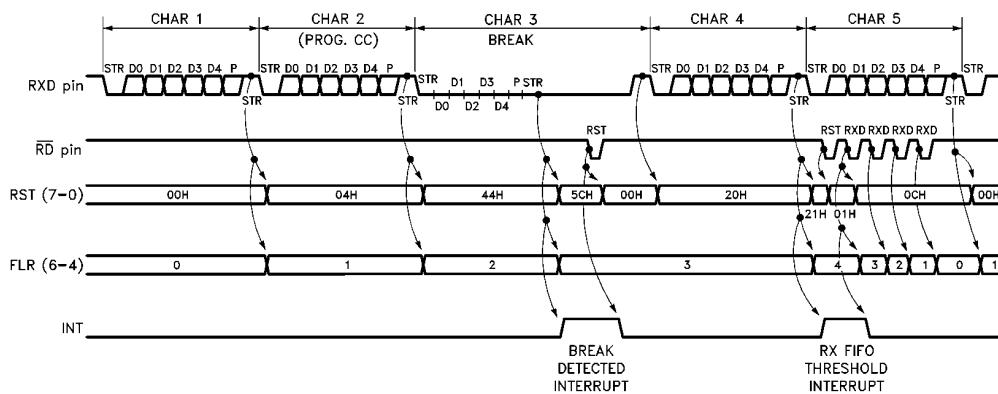 CHAR 1 CHAR 2 CHAR 3 CHAR 4 CHAR 5
(PROG. CC) BREAK
STR D0 D1 D2 D3 D4 P STR D0 D1 D2 D3 D4 P STR D1 D3 P STR STR D0 D1 D2 D3 D4 P STR D0 D1 D2 D3 D4 P STR
RXD pin
STR STR D0 D2 D4 STR STR
RD pin RST RST RXD RXD RXD RXD
RST (7-0) 00H 04H 44H 5CH 00H 20H 0CH 00H
21H 01H
FLR (6-4) 0 1 2 3 4 3 2 1 0 1
INT
BREAK
DETECTED
INTERRUPT
RX FIFO
THRESHOLD
INTERRUPT